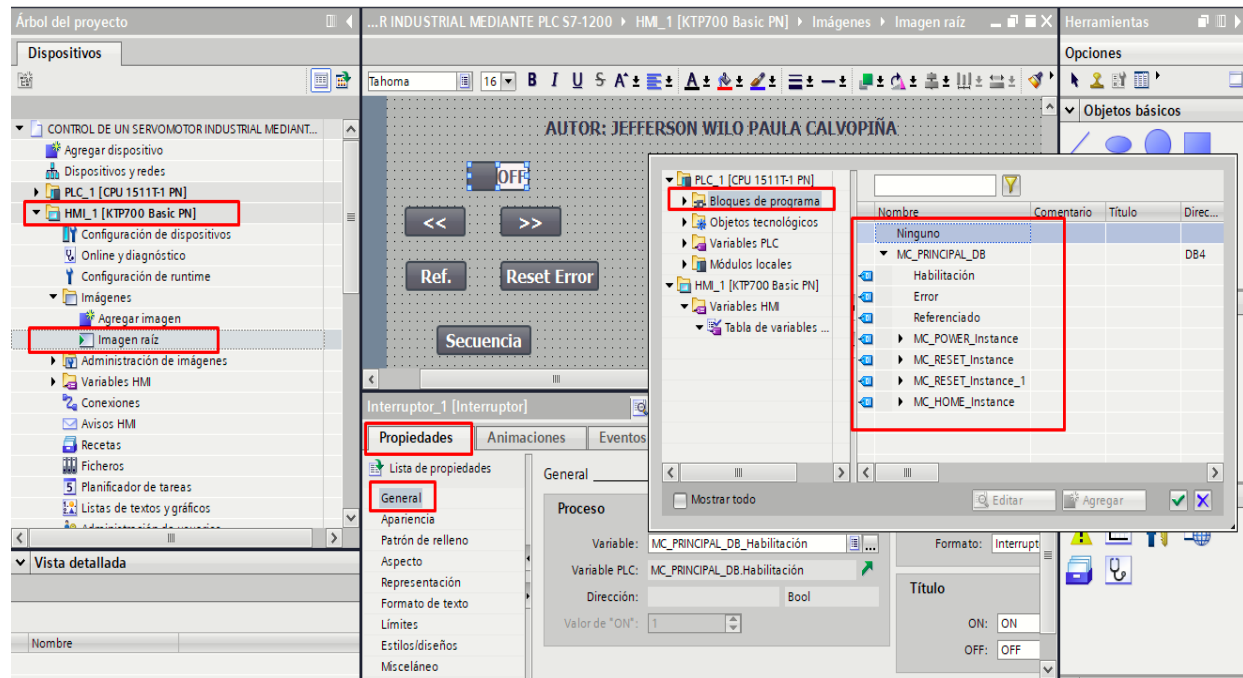 Árbol del proyecto
Dispositivos
CONTROL DE UN SERVOMOTOR INDUSTRIAL MEDIANT...
Agregar dispositivo
Dispositivos y redes
PLC_1 [CPU 1511T-1 PN]
HMI_1 [KTP700 Basic PN]
Configuración de dispositivos
Online y diagnóstico
Configuración de runtime
Imágenes
Agregar imagen
Imagen raíz
Administración de imágenes
Variables HMI
Conexiones
Avisos HMI
Recetas
Ficheros
Planificador de tareas
Listas de textos y gráficos
Administración de usuarios
Vista detallada
Nombre
...R INDUSTRIAL MEDIANTE PLC S7-1200 HMI_1 [KTP700 Basic PN] Imágenes Imagen raíz
Tahoma 16 B I U S A A
AUTOR: JEFFERSON WILO PAULA CALVOPIÑA
OFF
<< >>
Ref. Reset Error
Secuencia
PLC_1 [CPU 1511T-1 PN]
Bloques de programa
Objetos tecnológicos
Variables PLC
Módulos locales
HMI_1 [KTP700 Basic PN]
Variables HMI
Tabla de variables ...
Nombre Comentario Título Direc...
Ninguno
MC_PRINCIPAL_DB DB4
Habilitación
Error
Referenciado
MC_POWER_Instance
MC_RESET_Instance
MC_RESET_Instance_1
MC_HOME_Instance
Mostrar todo Editar Agregar
Interruptor_1 [Interruptor]
Propiedades Animaciones Eventos
Lista de propiedades
General
Apariencia
Patrón de relleno
Aspecto
Representación
Formato de texto
Límites
Estilos/diseños
Misceláneo
General
Proceso
Variable: MC_PRINCIPAL_DB_Habilitación ...
Variable PLC: MC_PRINCIPAL_DB.Habilitación
Dirección: Bool
Valor de "ON": 1
Formato: Interrupt
Título
ON: ON
OFF: OFF
Herramientas
Opciones
Objetos básicos